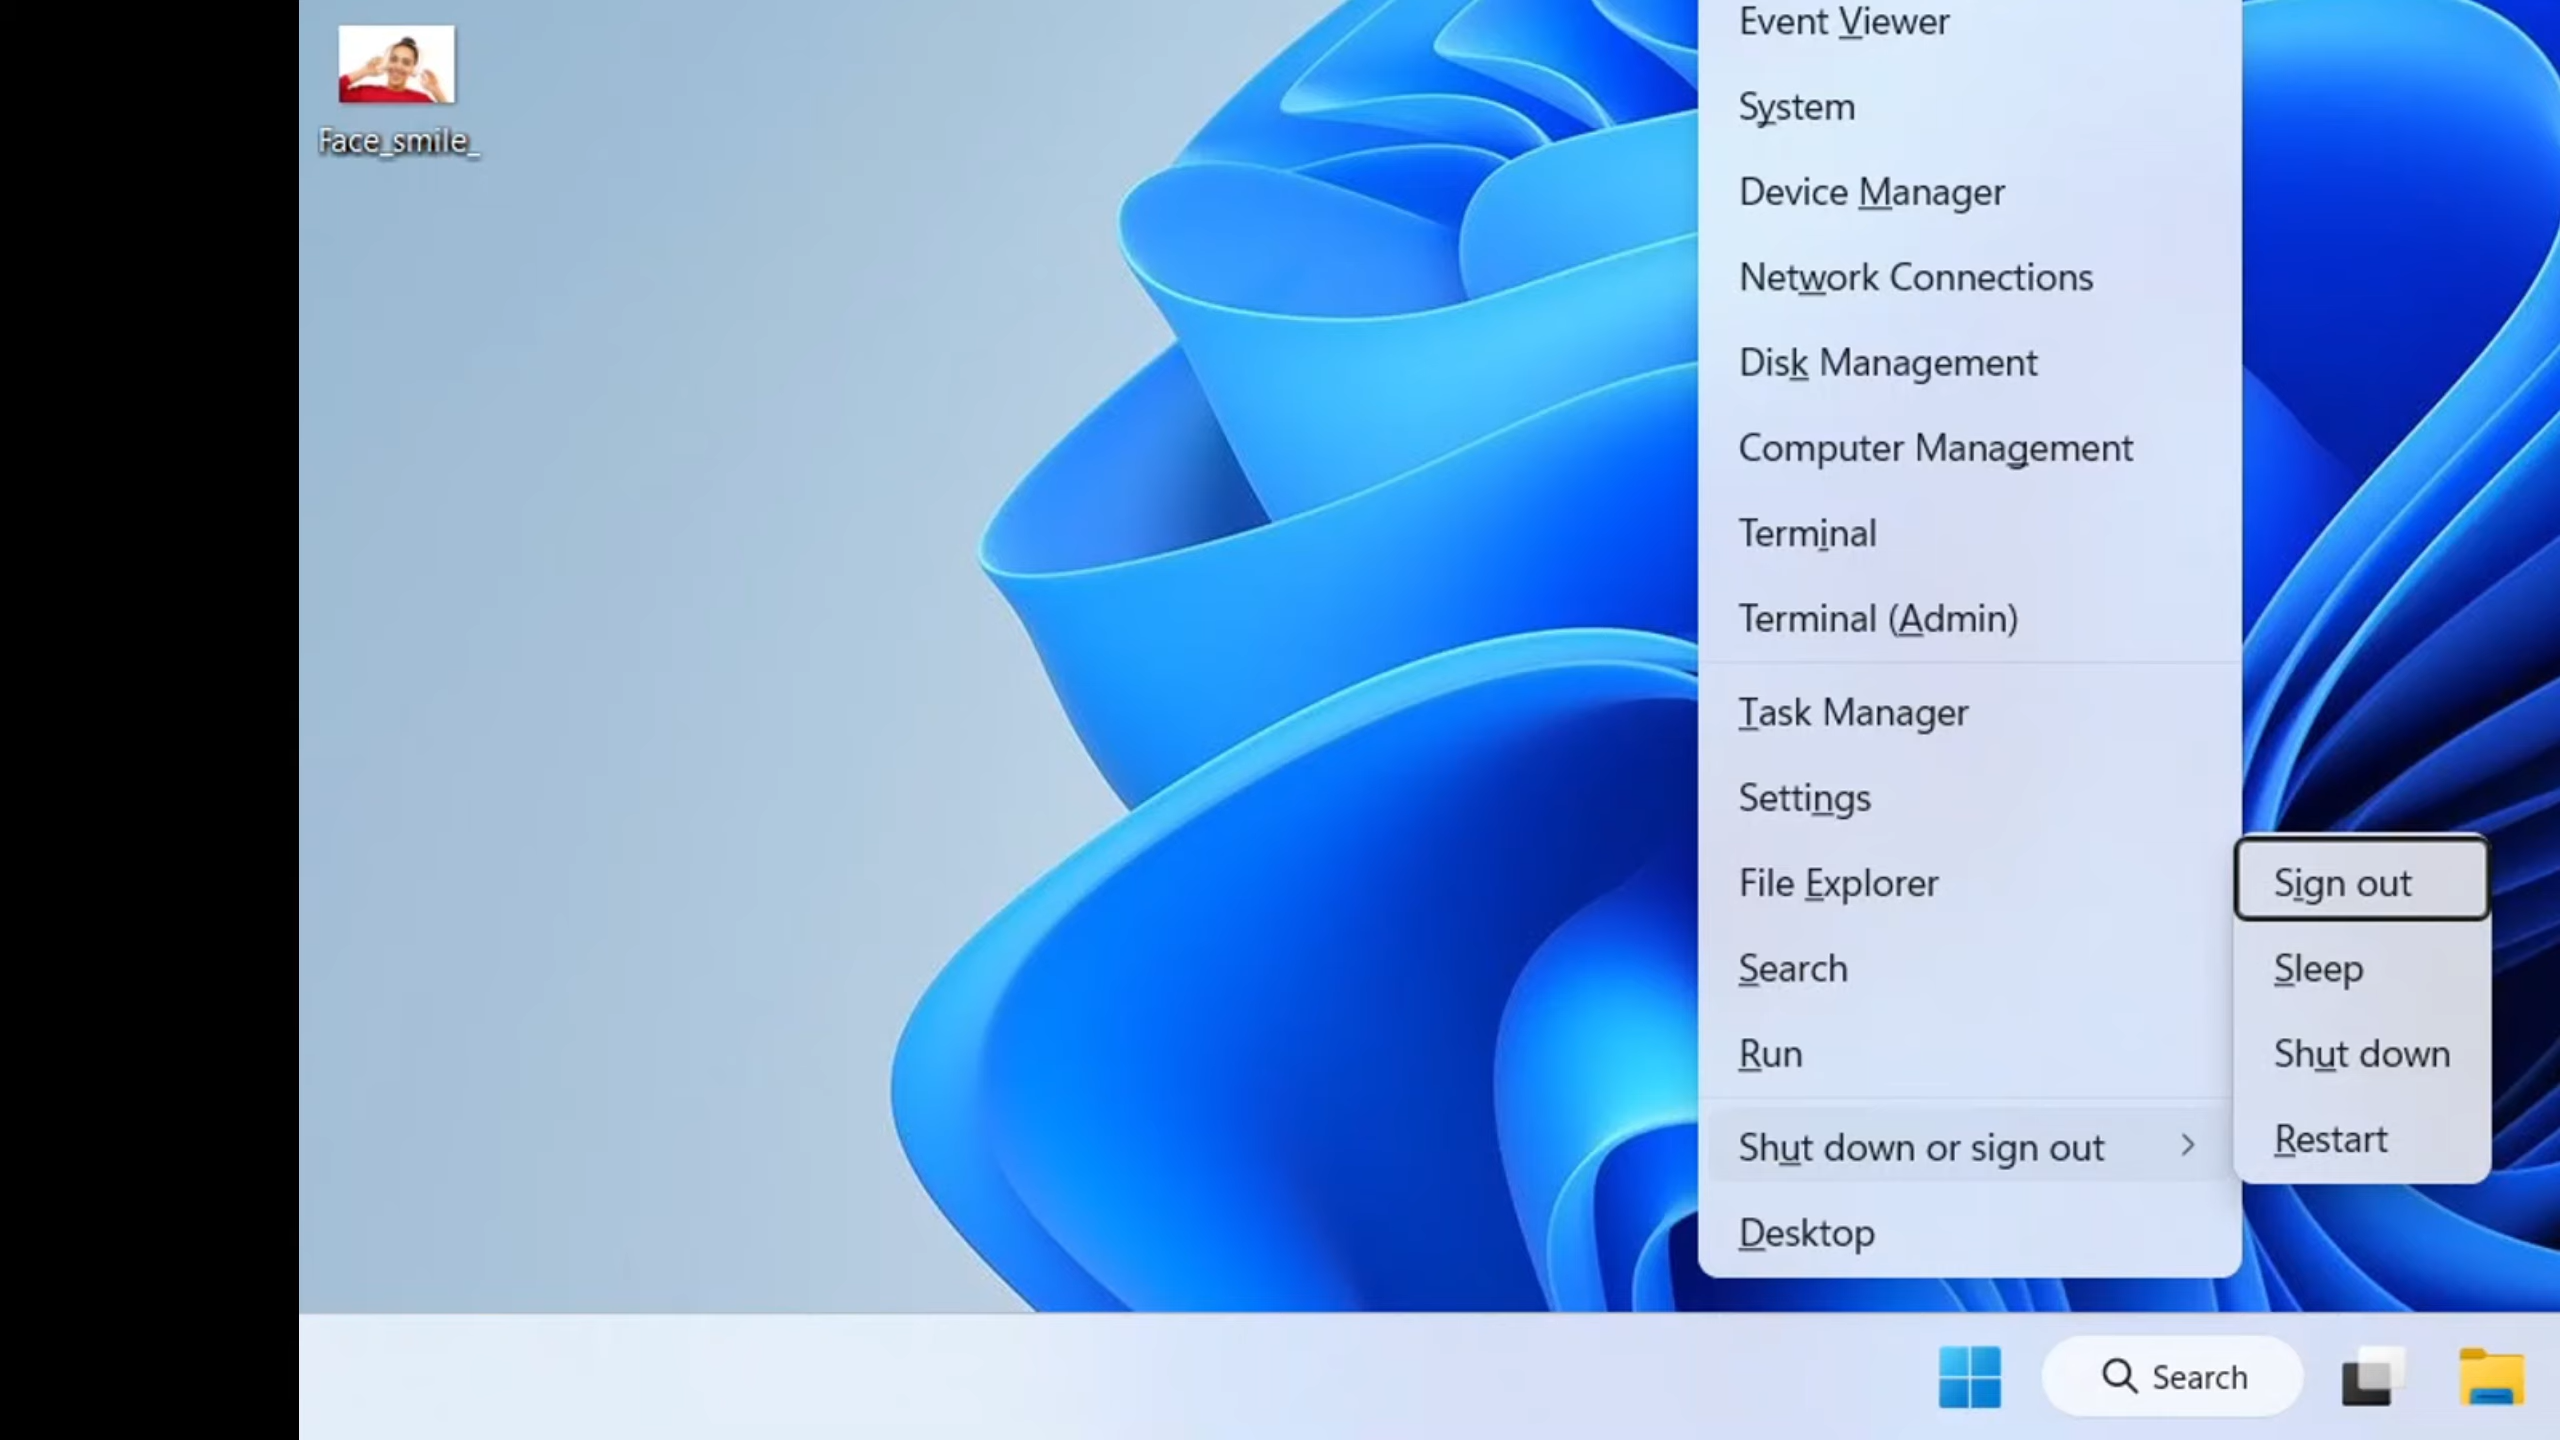 Face_smile_
Event Viewer
System
Device Manager
Network Connections
Disk Management
Computer Management
Terminal
Terminal (Admin)
Task Manager
Settings
File Explorer
Search
Run
Shut down or sign out
Desktop
Sign out
Sleep
Shut down
Restart
Search